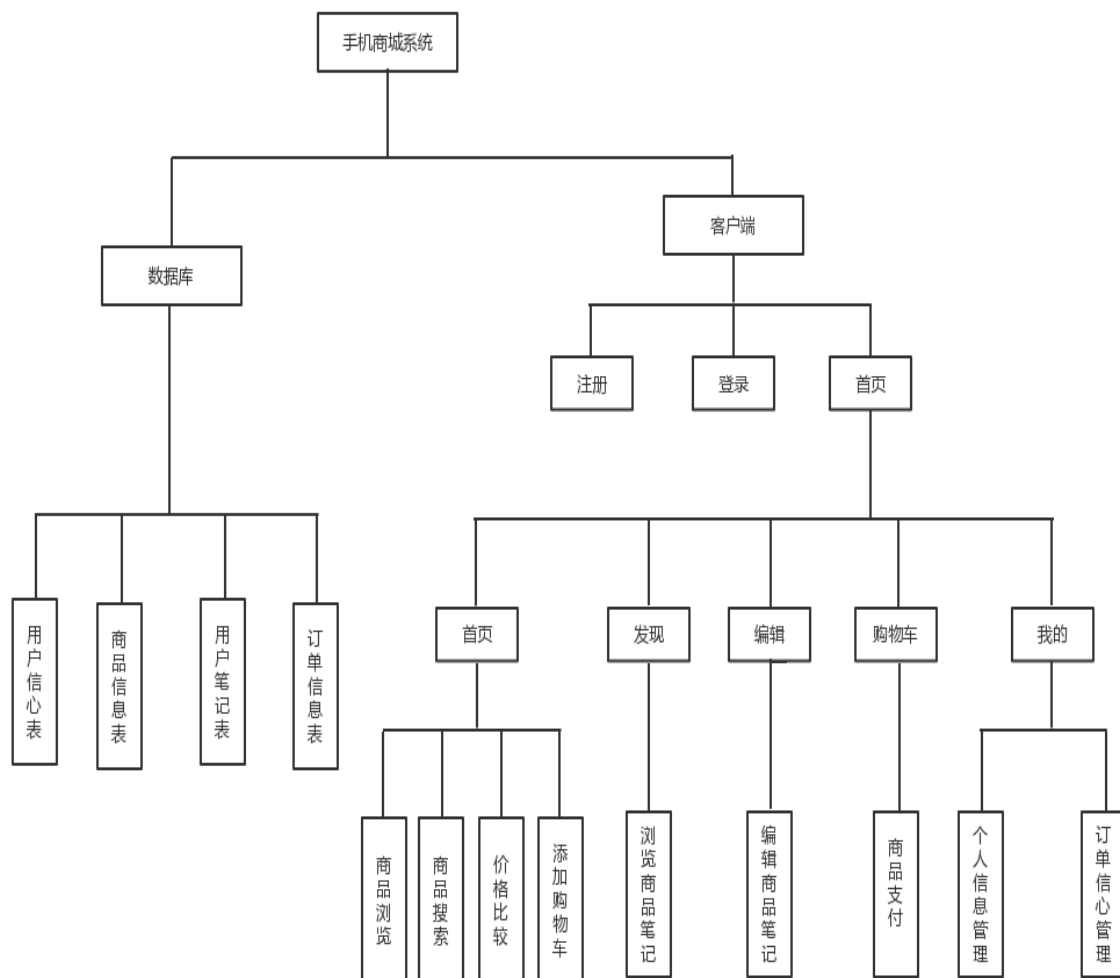 手机商城系统
客户端
数据库
注册
登录
首页
用户信心表
商品信息表
用户笔记表
订单信息表
首页
发现
编辑
购物车
我的
商品浏览
商品搜索
价格比较
添加购物车
浏览商品笔记
编辑商品笔记
商品支付
个人信息管理
订单信心管理